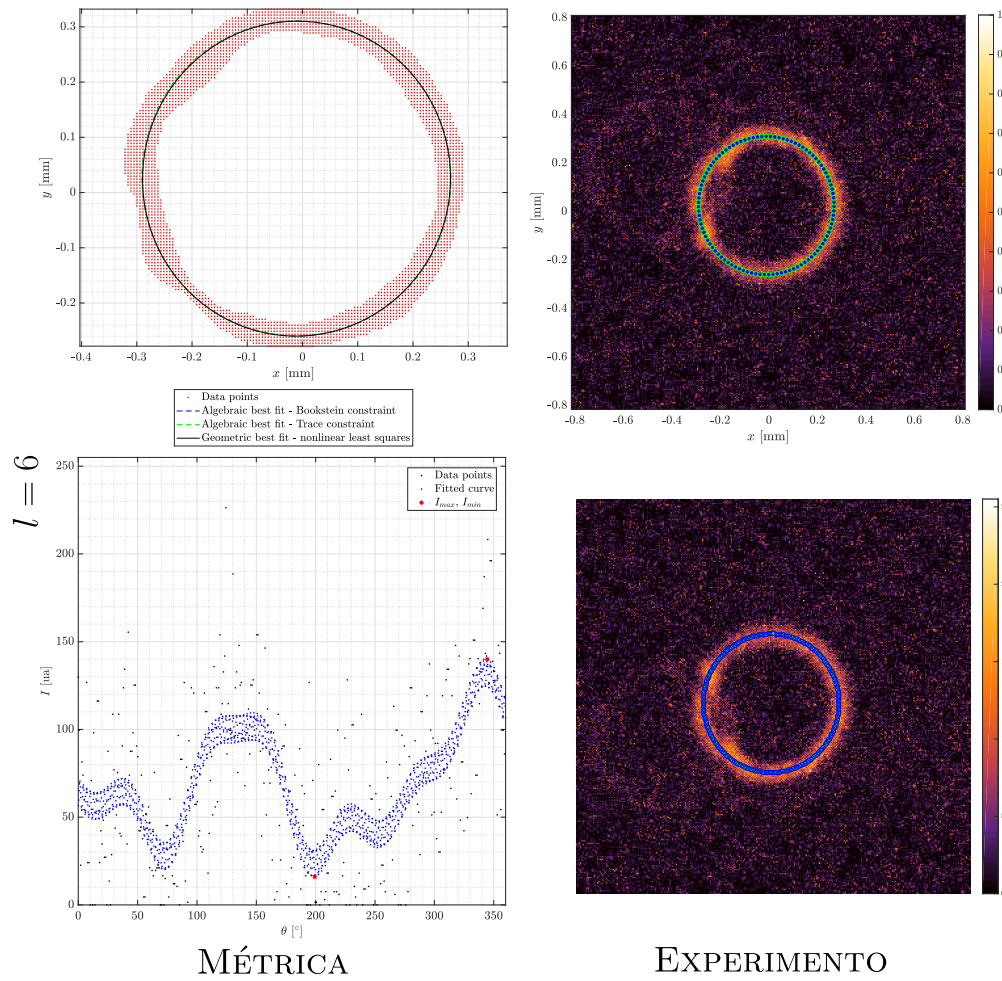 0.3
0.2
0.1
0
-0.1
-0.2
y [mm]
-0.4 -0.3 -0.2 -0.1 0 0.1 0.2 0.3
x [mm]
Data points
Algebraic best fit - Bookstein constraint
Algebraic best fit - Trace constraint
Geometric best fit - nonlinear least squares
0.8
0.6
0.4
0.2
0
-0.2
-0.4
-0.6
-0.8
y [mm]
-0.8 -0.6 -0.4 -0.2 0 0.2 0.4 0.6 0.8
x [mm]
1
l = 6
250
200
150
100
50
0
I [ua]
0 50 100 150 200 250 300 350
θ [°]
Data points
Fitted curve
I_max, I_min
MÉTRICA
EXPERIMENTO